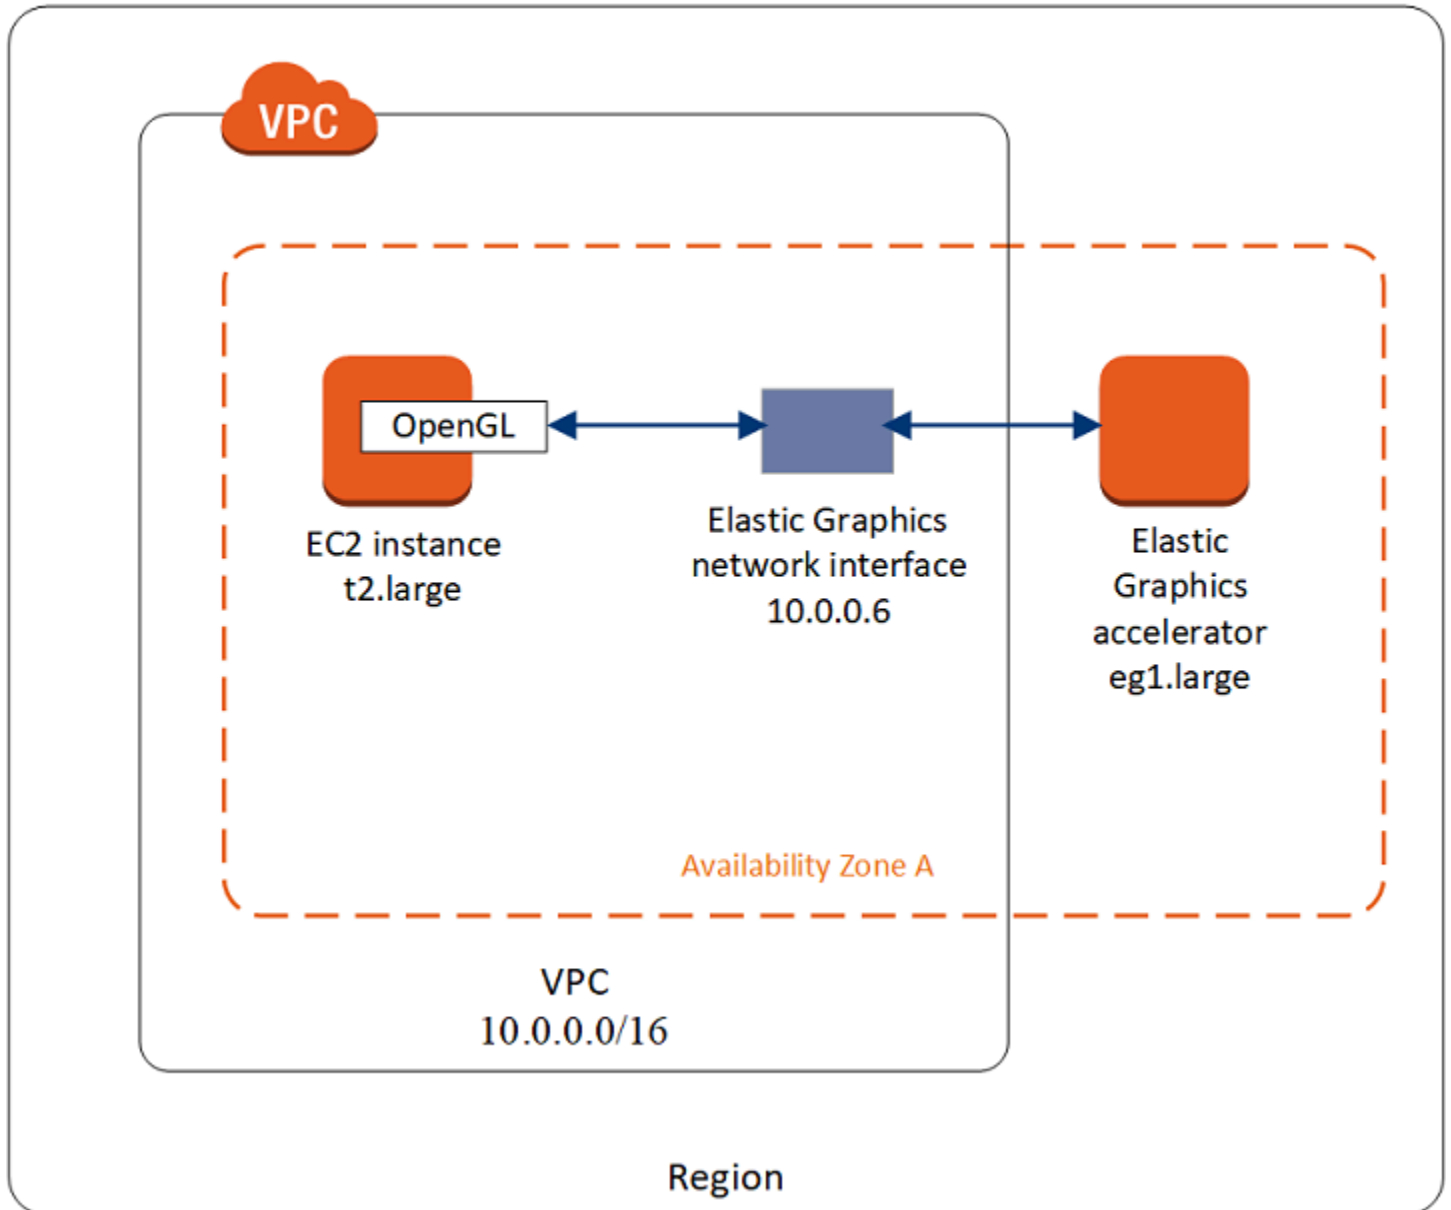 VPC
OpenGL
EC2 instance
t2.large
Elastic Graphics
network interface
10.0.0.6
Elastic
Graphics
accelerator
eg1.large
Availability Zone A
VPC
10.0.0.0/16
Region